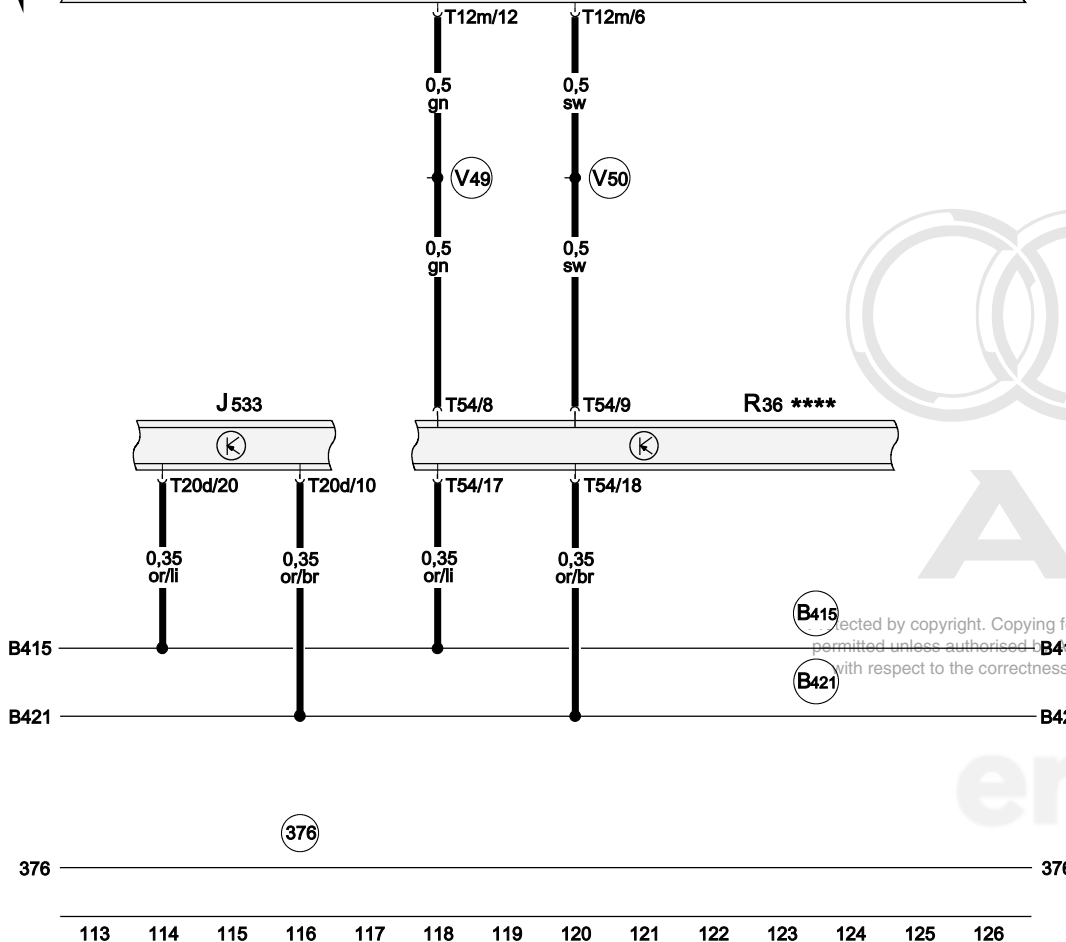 T12m/12 T12m/6
0,5 0,5
gn sw
V49 V50
0,5 0,5
gn sw
J533 T54/8 T54/9 R36 ****
T20d/20 T20d/10 T54/17 T54/18
0,35 0,35 0,35 0,35
or/li or/br or/li or/br
B415
tected by copyright. Copying
B415
permitted unless authorised
B421
with respect to the correctness
B421
376
376 376
113 114 115 116 117 118 119 120 121 122 123 124 125 126